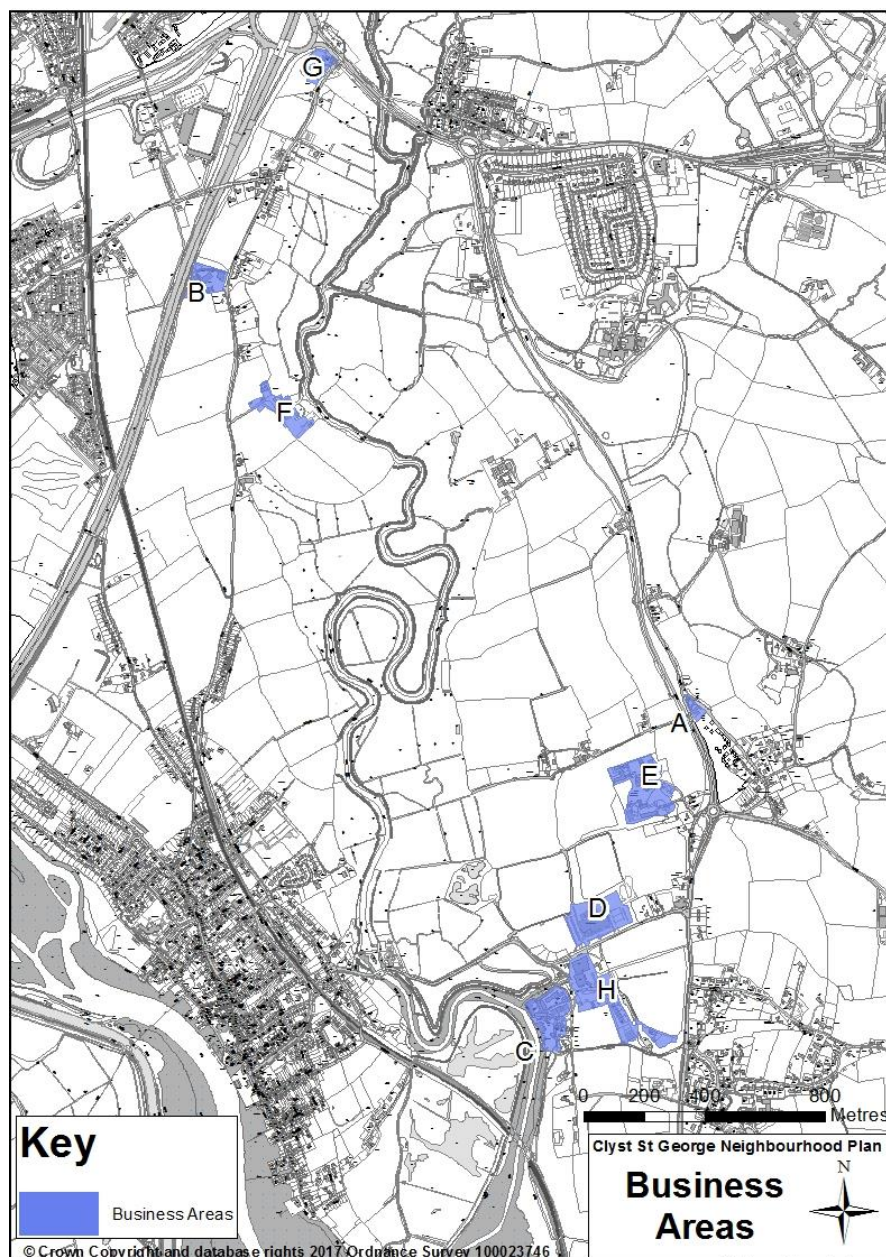 G
B
F
A
E
D
H
C
0 200 400 800
Metres
Key
Business Areas
Clyst St George Neighbourhood Plan
N
Business
Areas
© Crown Copyright and database rights 2017 Ordnance Survey 100023746